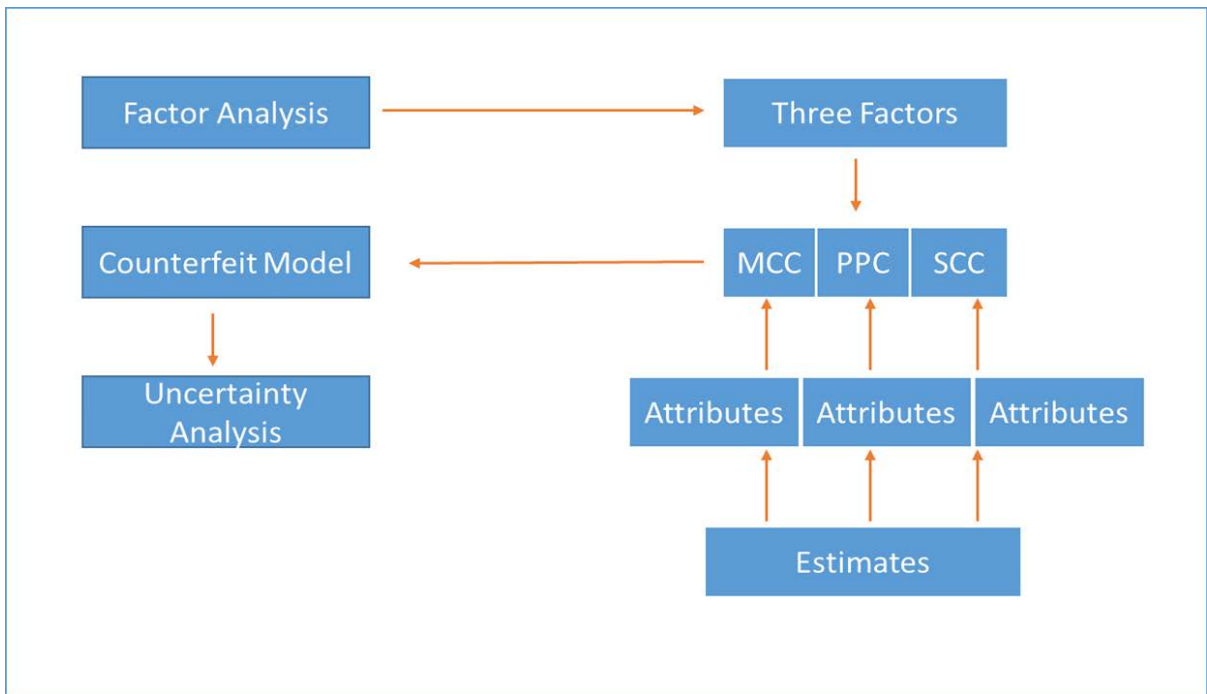 Factor Analysis
Three Factors
Counterfeit Model
MCC PPC SCC
Uncertainty
Analysis
Attributes Attributes Attributes
Estimates